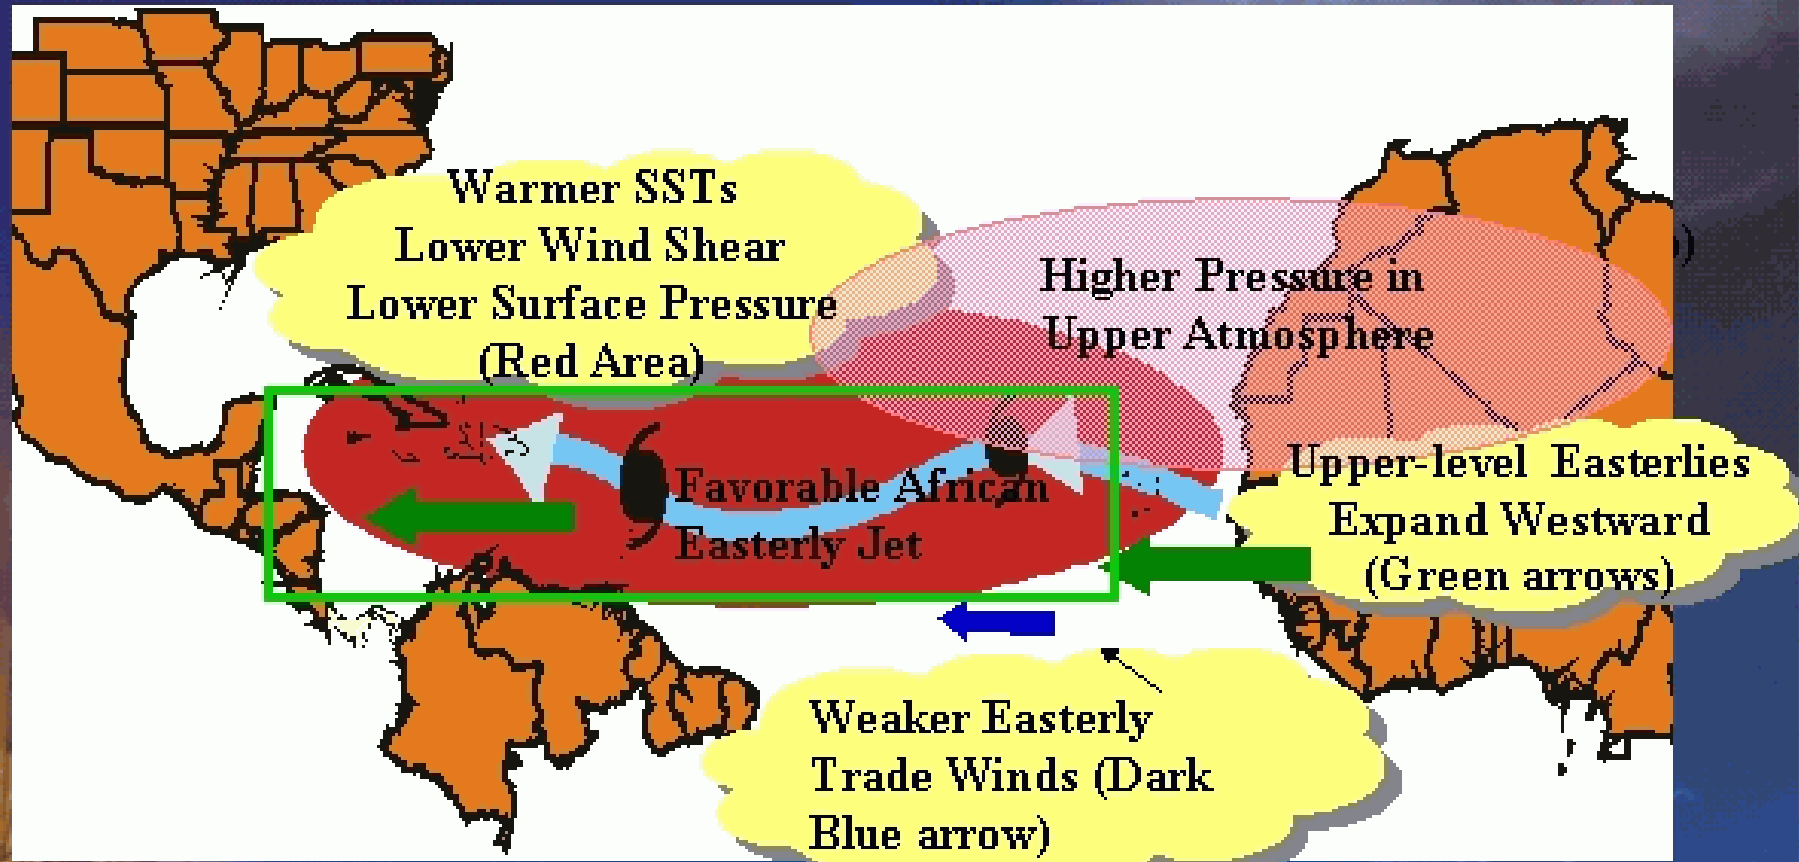 Warmer SSTs
Lower Wind Shear
Lower Surface Pressure
(Red Area)
Higher Pressure in
Upper Atmosphere
Favorable African
Easterly Jet
Upper-level Easterlies
Expand Westward
(Green arrows)
Weaker Easterly
Trade Winds (Dark
Blue arrow)